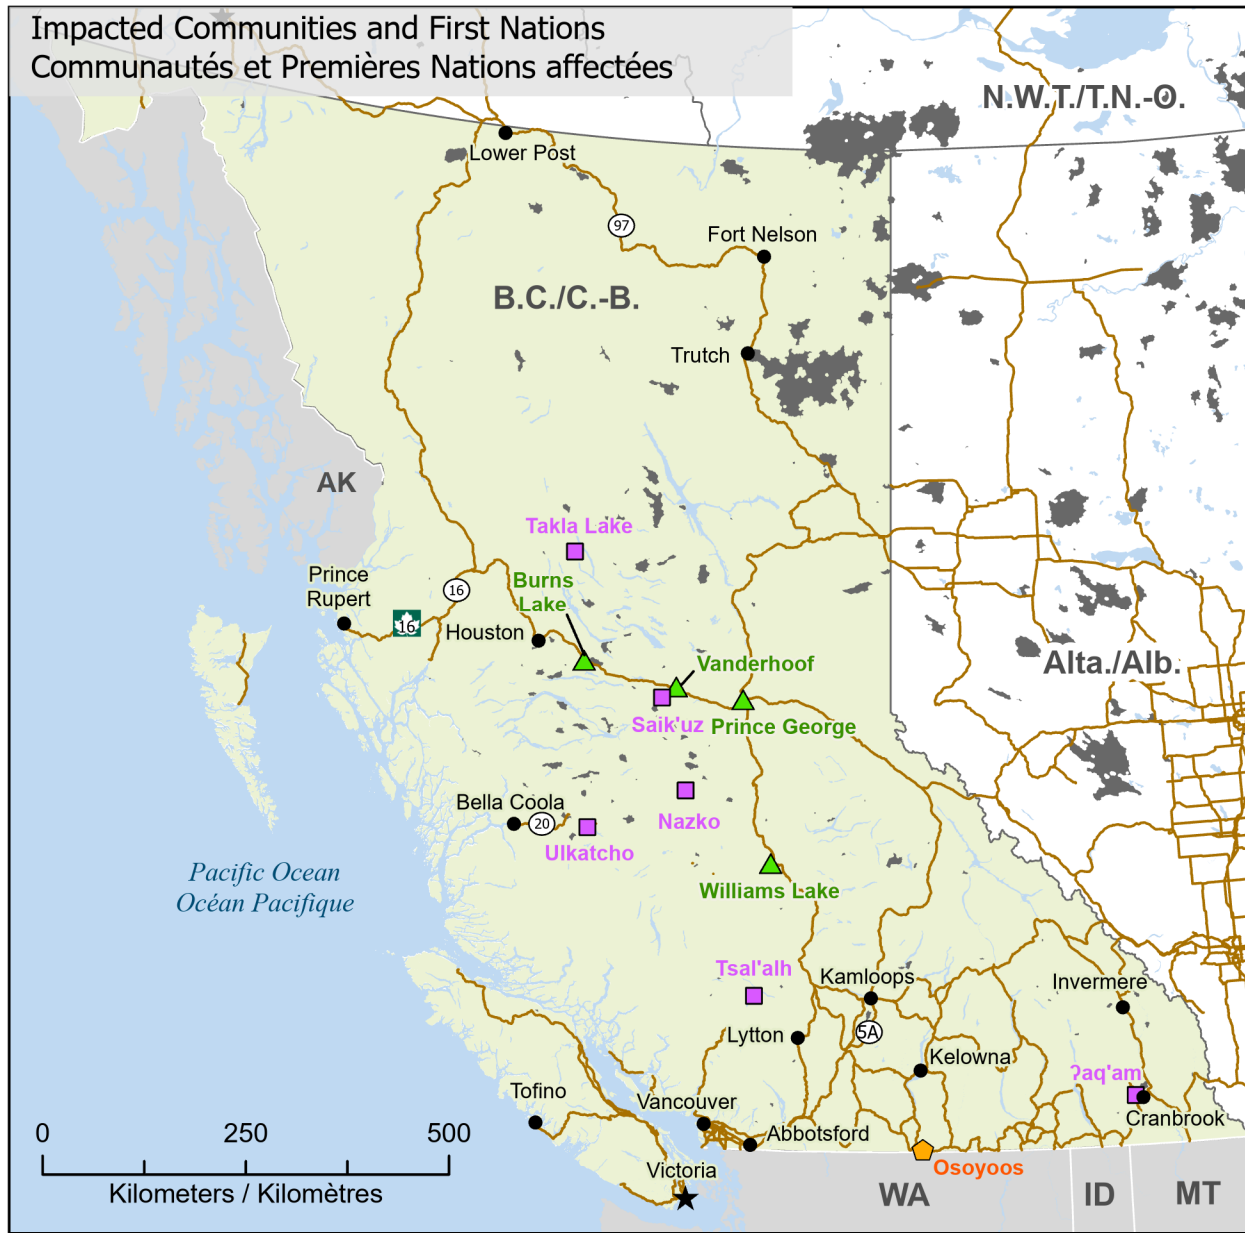 Impacted Communities and First Nations
Communautés et Premières Nations affectées
N.W.T./T.N.-O.
Lower Post
97
Fort Nelson
B.C./C.-B.
Trutch
AK
Takla Lake
Prince
Rupert
16
Burns
Lake
16
Houston
Vanderhoof
Alta./Alb.
Saik'uz
Prince George
Bella Coola
20
Nazko
Ulkatcho
Pacific Ocean
Océan Pacifique
Williams Lake
Tsal'alh
Kamloops
Invermere
Lytton
5A
Kelowna
ʔaq'am
Tofino
Vancouver
Cranbrook
Abbotsford
0
250
500
Kilometers / Kilomètres
Victoria
Osoyoos
WA
ID
MT